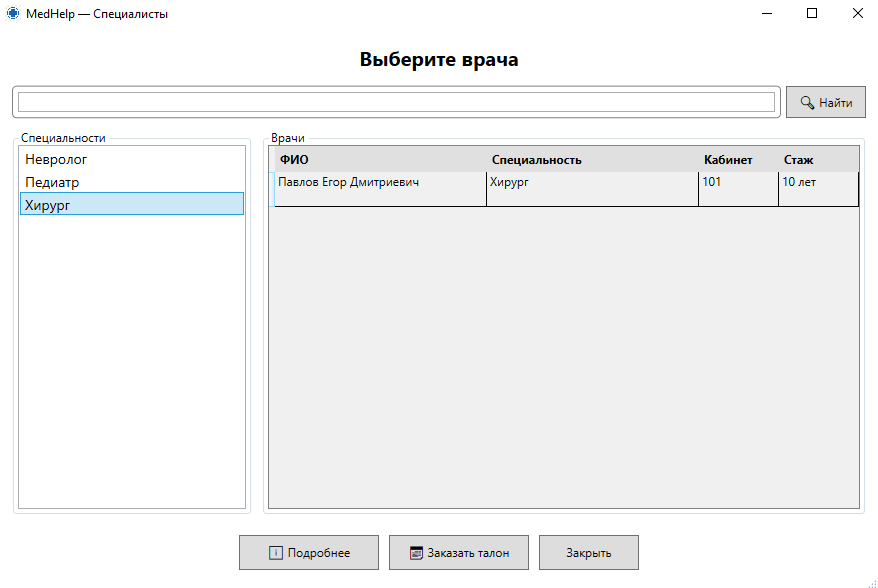 MedHelp — Специалисты
Выберите врача
Найти
Специальности
Невролог
Педиатр
Хирург
Врачи
ФИО Специальность Кабинет Стаж
Павлов Егор Дмитриевич Хирург 101 10 лет
Подробнее Заказать талон Закрыть